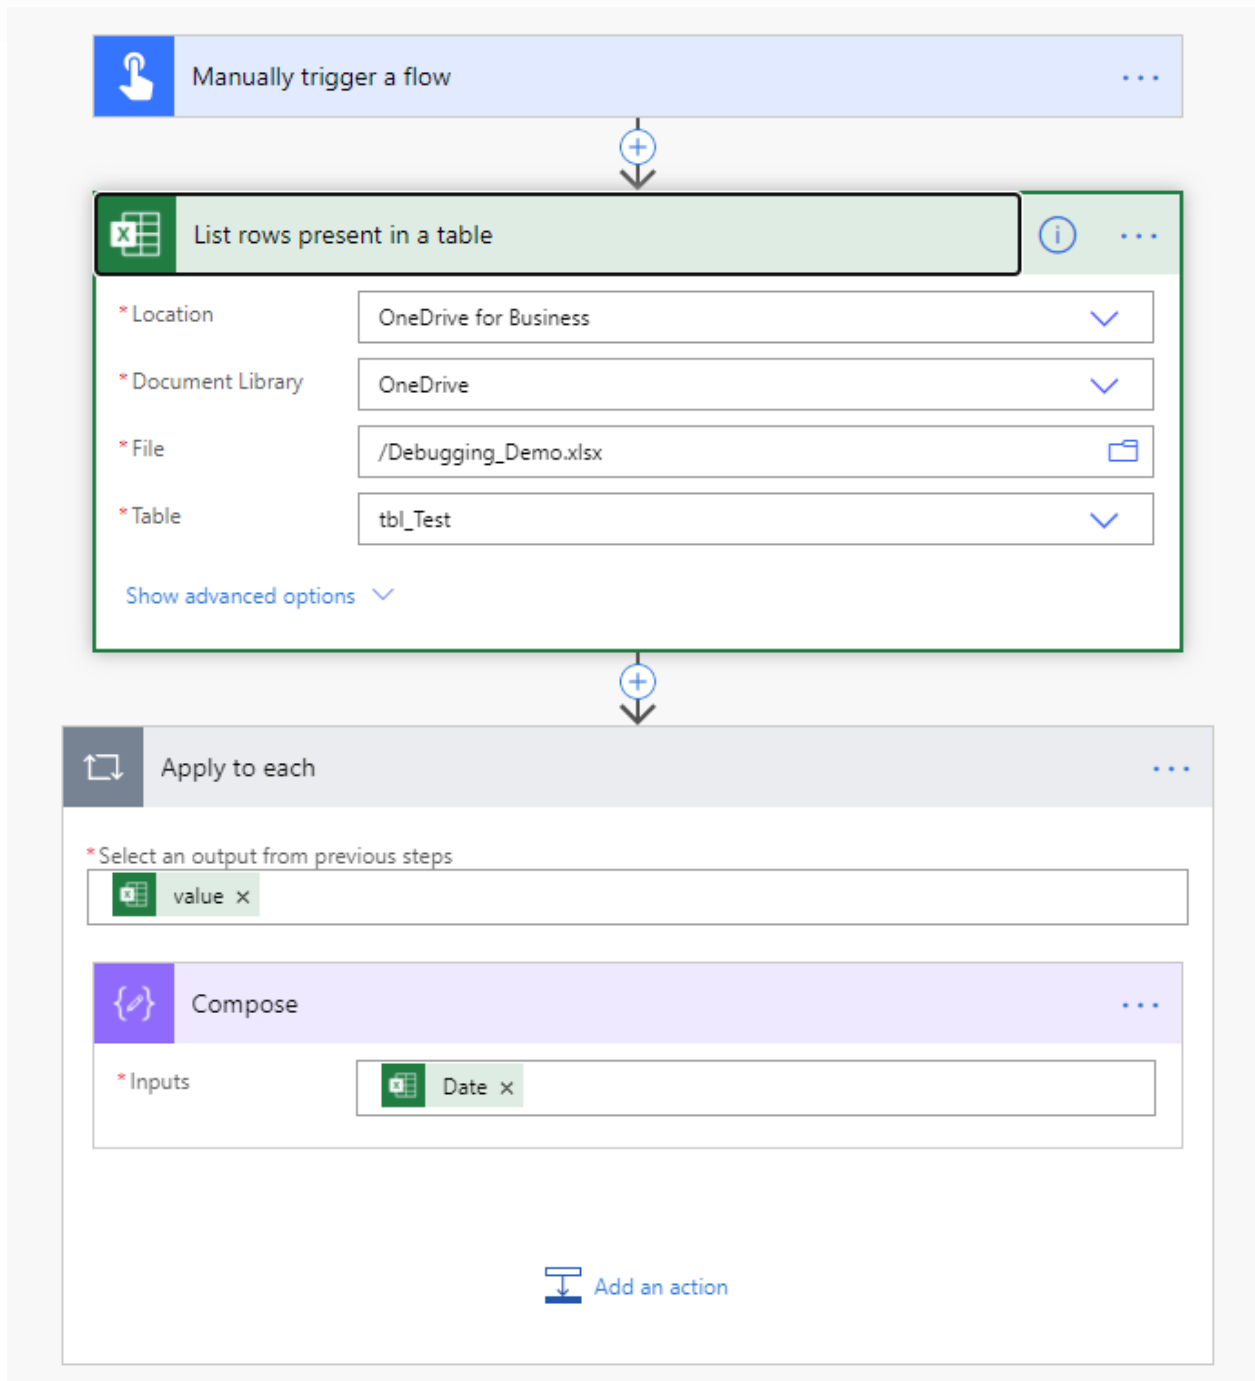 Manually trigger a flow
List rows present in a table
* Location
OneDrive for Business
* Document Library
OneDrive
* File
/Debugging_Demo.xlsx
* Table
tbl_Test
Show advanced options
Apply to each
* Select an output from previous steps
value ×
Compose
* Inputs
Date ×
Add an action